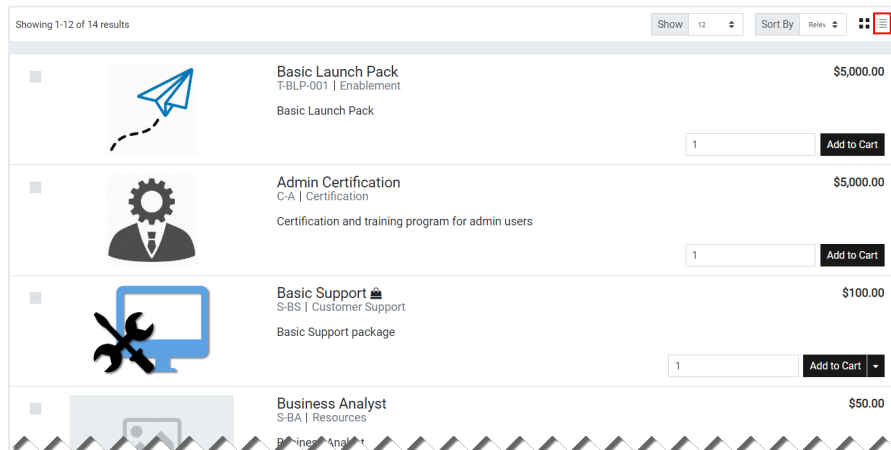 Showing 1-12 of 14 results
Show 12
Sort By Relev
Basic Launch Pack
$5,000.00
T-BLP-001 | Enablement
Basic Launch Pack
1
Add to Cart
Admin Certification
$5,000.00
C-A | Certification
Certification and training program for admin users
1
Add to Cart
Basic Support
$100.00
S-BS | Customer Support
Basic Support package
1
Add to Cart
Business Analyst
$50.00
S-BA | Resources
Business Analyst